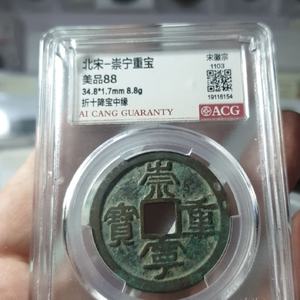 北宋-崇宁重宝
美品88
34.8*1.7mm 8.8g
折十降宝中缘
AI CANG GUARANTY
宋徽宗
1103
19118154
ACG
崇
寳 重
寧